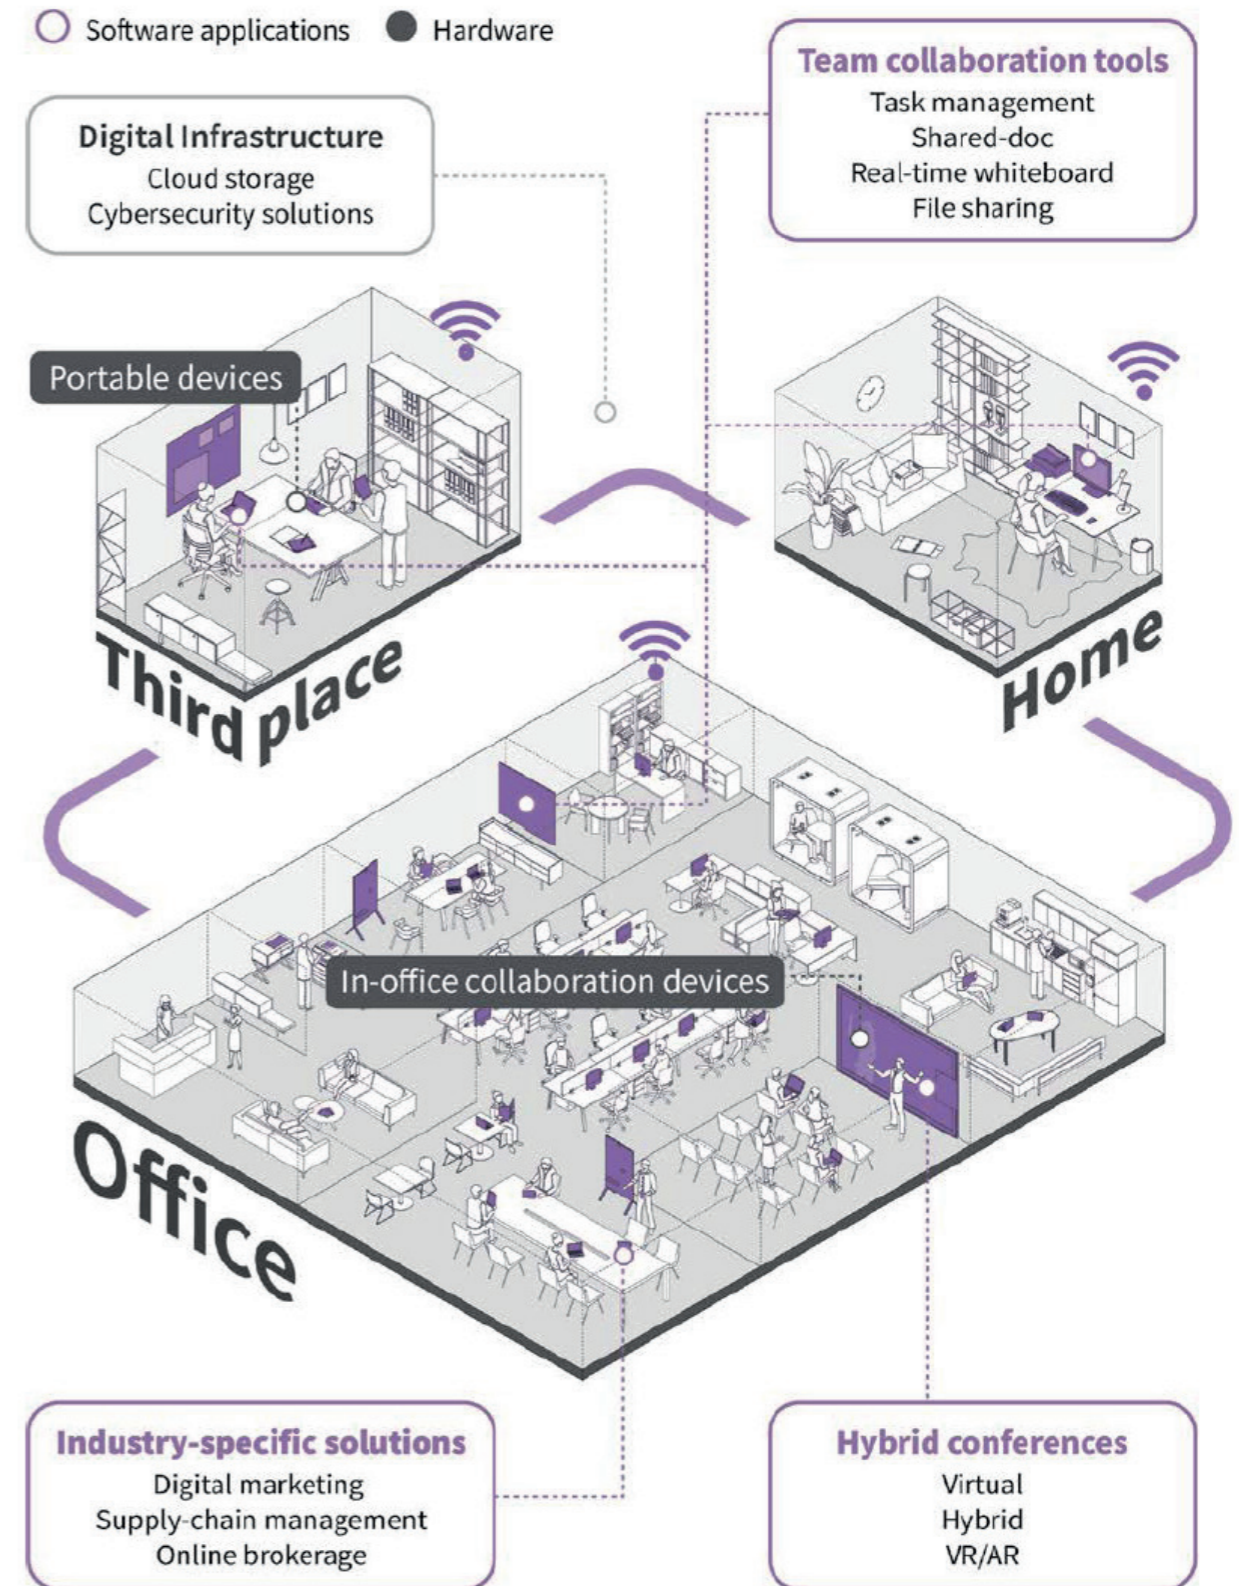 Software applications
Hardware
Team collaboration tools
Task management
Shared-doc
Real-time whiteboard
File sharing
Digital Infrastructure
Cloud storage
Cybersecurity solutions
Portable devices
Third place
Home
In-office collaboration devices
Office
Industry-specific solutions
Digital marketing
Supply-chain management
Online brokerage
Hybrid conferences
Virtual
Hybrid
VR/AR